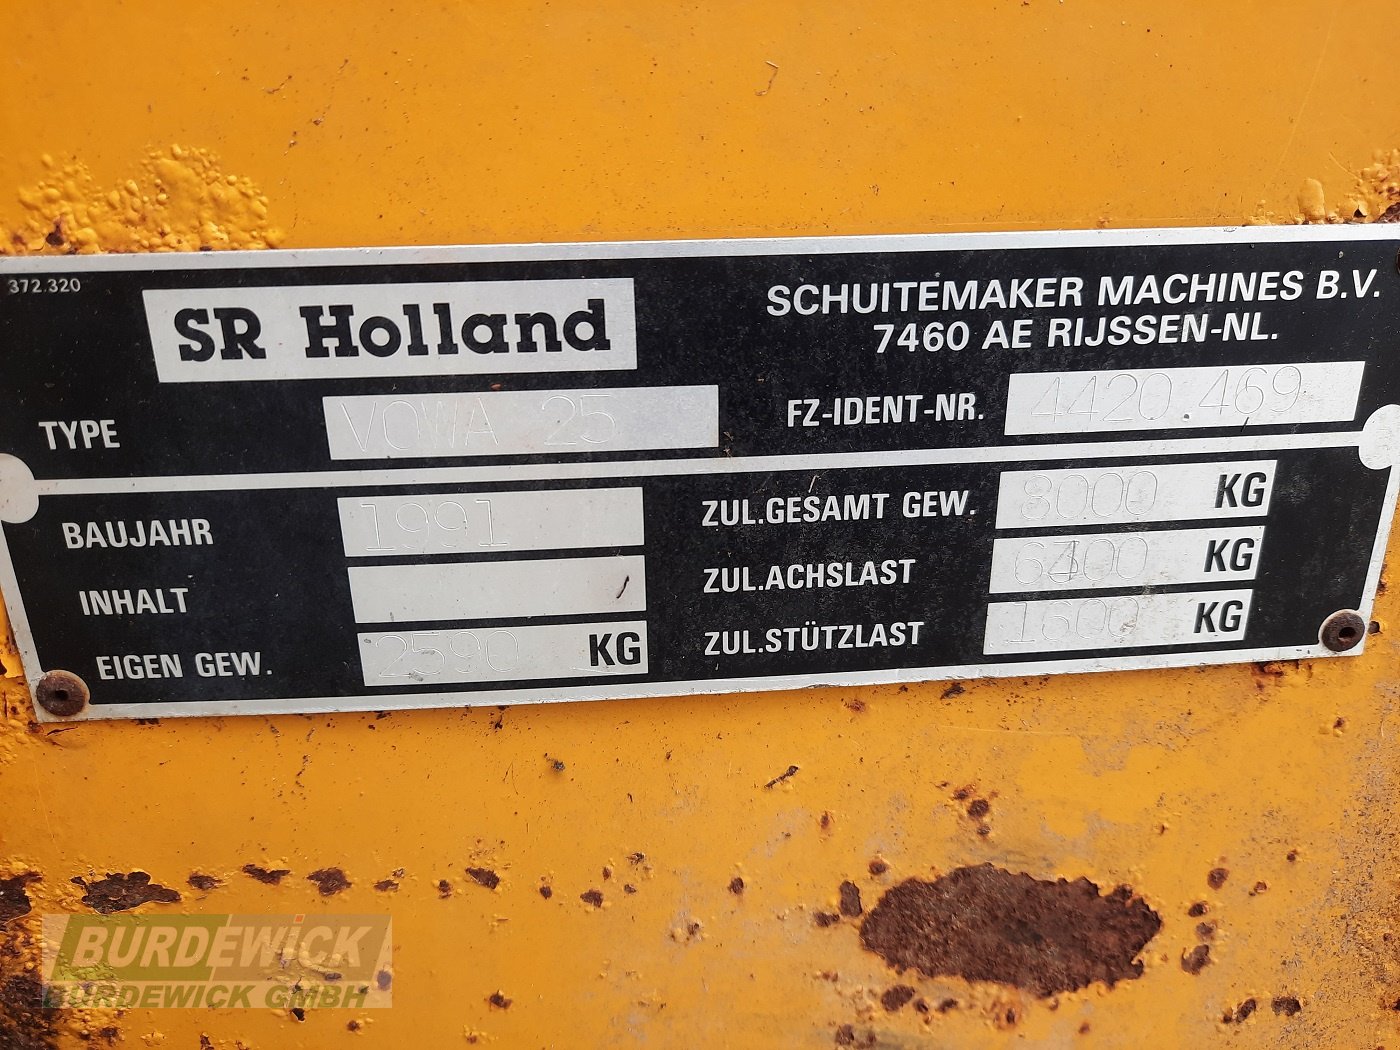 372.320
SR Holland
SCHUITEMAKER MACHINES B.V.
7460 AE RIJSSEN-NL.
TYPE VOWA 25
FZ-IDENT-NR. 4420.469
BAUJAHR 1991
INHALT
EIGEN GEW. 2590 KG
ZUL.GESAMT GEW. 8000 KG
ZUL.ACHSLAST 6400 KG
ZUL.STÜTZLAST 1600 KG
BURDEWICK
BURDEWICK GMBH